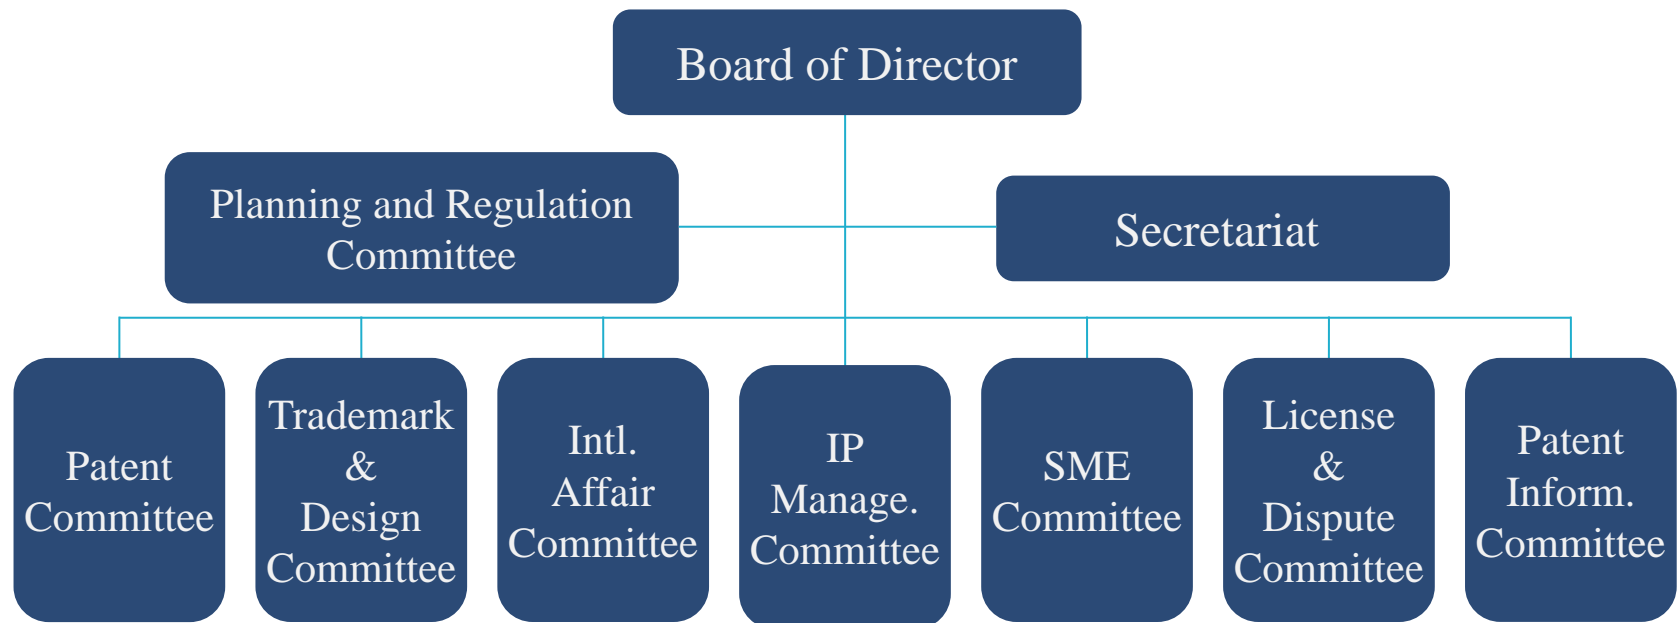 Board of Director
Planning and Regulation
Committee
Secretariat
Patent
Committee
Trademark
&
Design
Committee
Intl.
Affair
Committee
IP
Manage.
Committee
SME
Committee
License
&
Dispute
Committee
Patent
Inform.
Committee